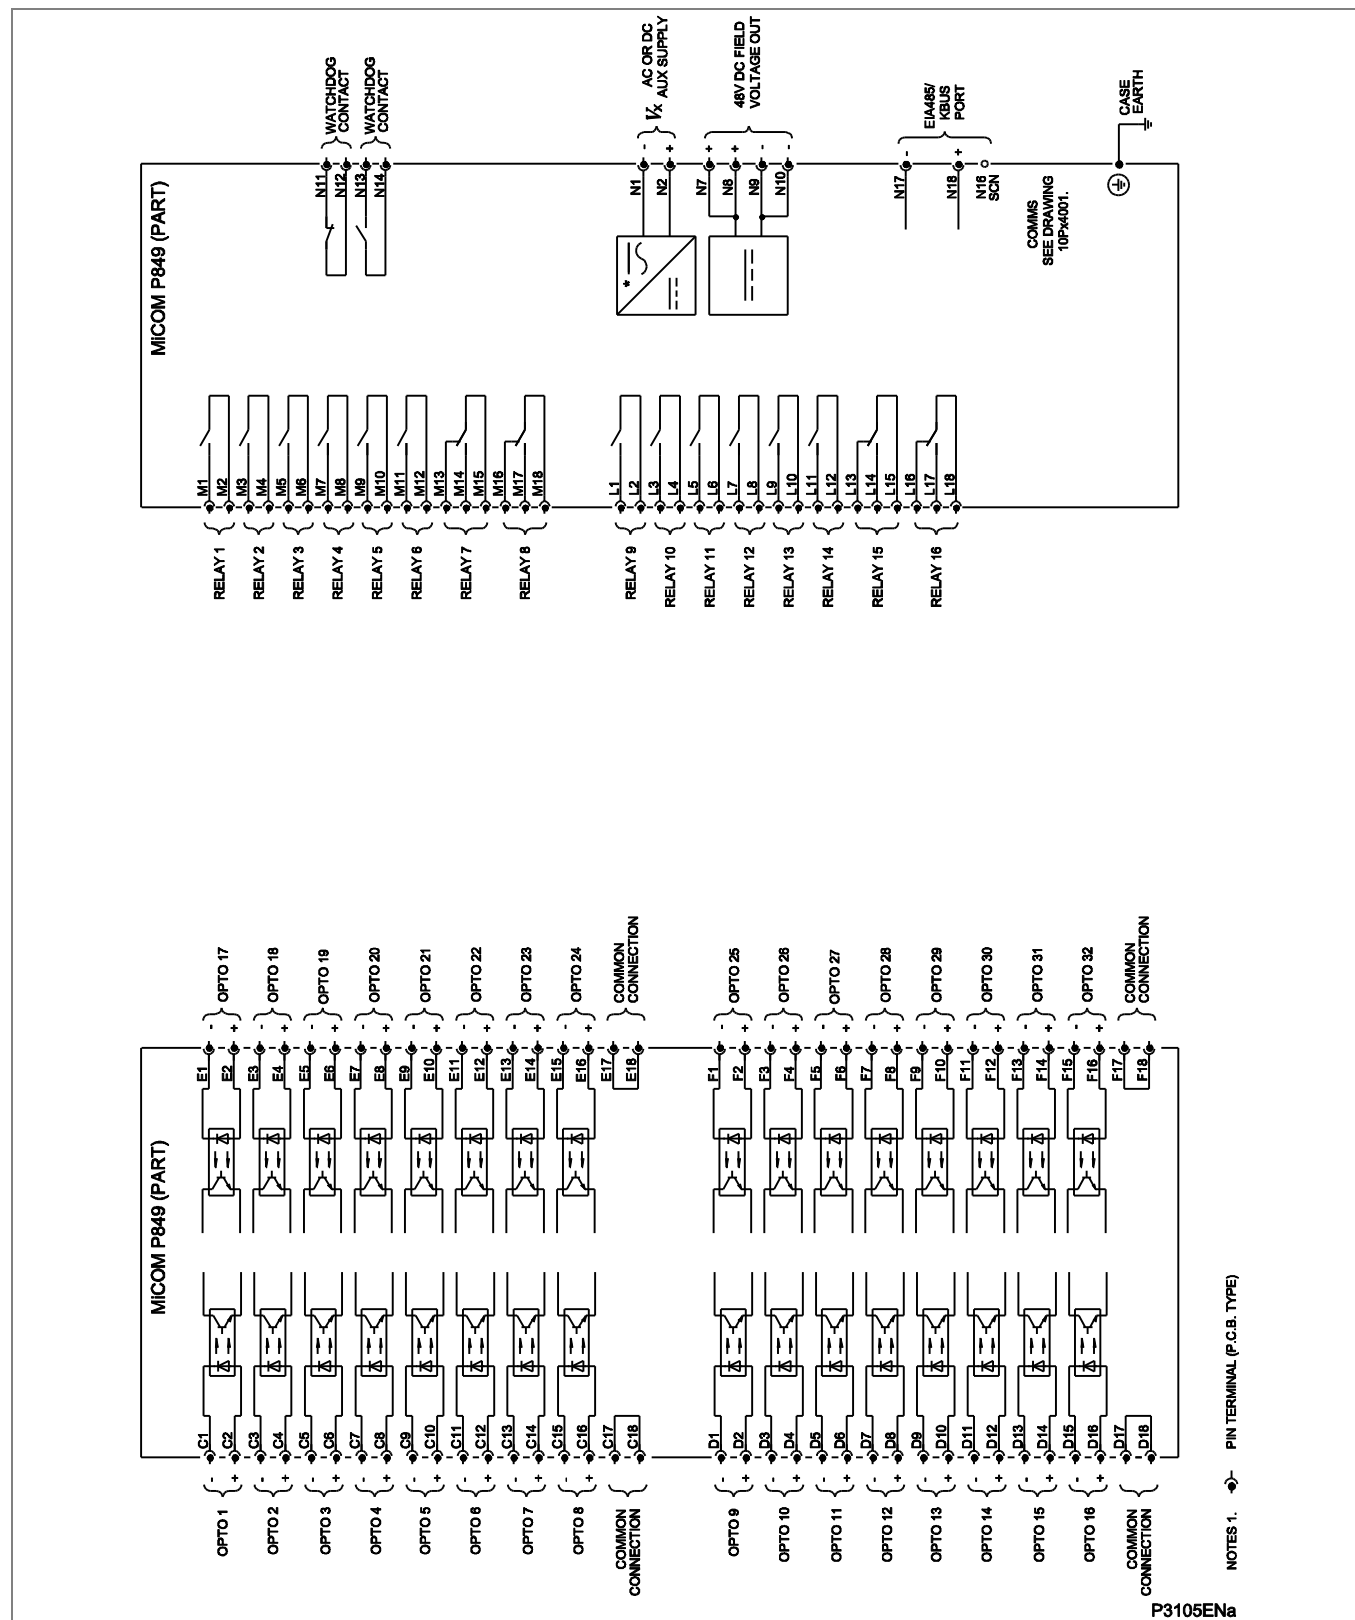 WATCHDOG
CONTACT
WATCHDOG
CONTACT
Vx AC OR DC
AUX SUPPLY
48V DC FIELD
VOLTAGE OUT
EIA485/
KBUS
PORT
CASE
EARTH
- + + + - - - +
MiCOM P849 (PART)
N11 N12 N13 N14 N1 N2 N7 N8 N9 N10 N17 N18 N16
SCN
COMMS
SEE DRAWING
10Px4001.
*
M1 M2 M3 M4 M5 M6 M7 M8 M9 M10 M11 M12 M13 M14 M15 M16 M17 M18
L1 L2 L3 L4 L5 L6 L7 L8 L9 L10 L11 L12 L13 L14 L15 L16 L17 L18
RELAY 1
RELAY 2
RELAY 3
RELAY 4
RELAY 5
RELAY 6
RELAY 7
RELAY 8
RELAY 9
RELAY 10
RELAY 11
RELAY 12
RELAY 13
RELAY 14
RELAY 15
RELAY 16
OPTO 17
OPTO 18
OPTO 19
OPTO 20
OPTO 21
OPTO 22
OPTO 23
OPTO 24
COMMON
CONNECTION
OPTO 25
OPTO 26
OPTO 27
OPTO 28
OPTO 29
OPTO 30
OPTO 31
OPTO 32
COMMON
CONNECTION
- + - + - + - + - + - + - + - +
- + - + - + - + - + - + - + - +
E1 E2 E3 E4 E5 E6 E7 E8 E9 E10 E11 E12 E13 E14 E15 E16 E17 E18
F1 F2 F3 F4 F5 F6 F7 F8 F9 F10 F11 F12 F13 F14 F15 F16 F17 F18
MiCOM P849 (PART)
C1 C2 C3 C4 C5 C6 C7 C8 C9 C10 C11 C12 C13 C14 C15 C16 C17 C18
D1 D2 D3 D4 D5 D6 D7 D8 D9 D10 D11 D12 D13 D14 D15 D16 D17 D18
- + - + - + - + - + - + - + - +
- + - + - + - + - + - + - + - +
OPTO 1
OPTO 2
OPTO 3
OPTO 4
OPTO 5
OPTO 6
OPTO 7
OPTO 8
COMMON
CONNECTION
OPTO 9
OPTO 10
OPTO 11
OPTO 12
OPTO 13
OPTO 14
OPTO 15
OPTO 16
COMMON
CONNECTION
NOTES 1. PIN TERMINAL (P.C.B. TYPE)
P3105ENa